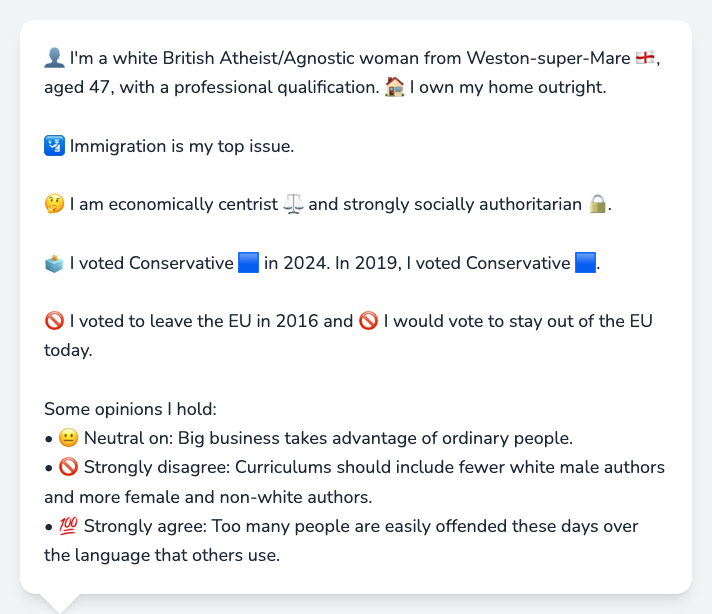 👤 I'm a white British Atheist/Agnostic woman from Weston-super-Mare 🏴󠁧󠁢󠁥󠁮󠁧󠁿,
aged 47, with a professional qualification. 🏠 I own my home outright.
🛂 Immigration is my top issue.
🤔 I am economically centrist ⚖️ and strongly socially authoritarian 🔒.
🗳️ I voted Conservative 🟦 in 2024. In 2019, I voted Conservative 🟦.
🚫 I voted to leave the EU in 2016 and 🚫 I would vote to stay out of the EU
today.
Some opinions I hold:
• 😐 Neutral on: Big business takes advantage of ordinary people.
• 🚫 Strongly disagree: Curriculums should include fewer white male authors
and more female and non-white authors.
• 💯 Strongly agree: Too many people are easily offended these days over
the language that others use.